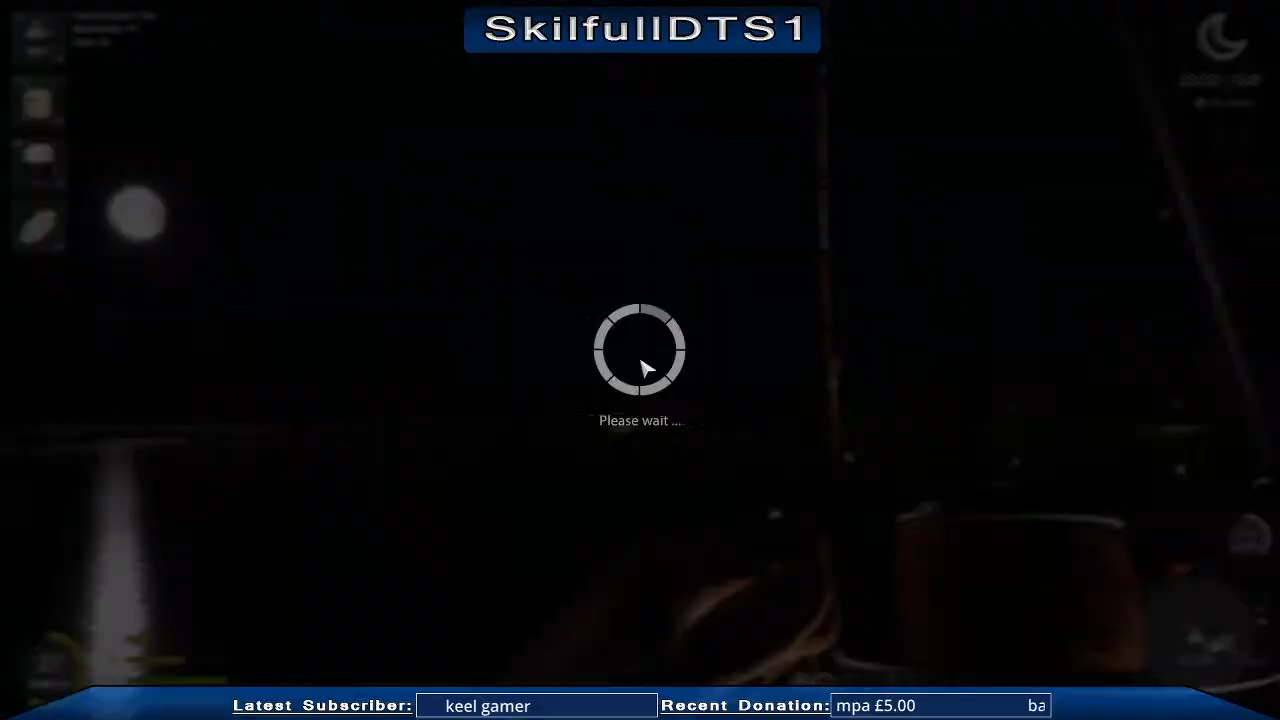 SkilfullDTS1
Please wait ...
Latest Subscriber: keel gamer Recent Donation: mpa £5.00 ba